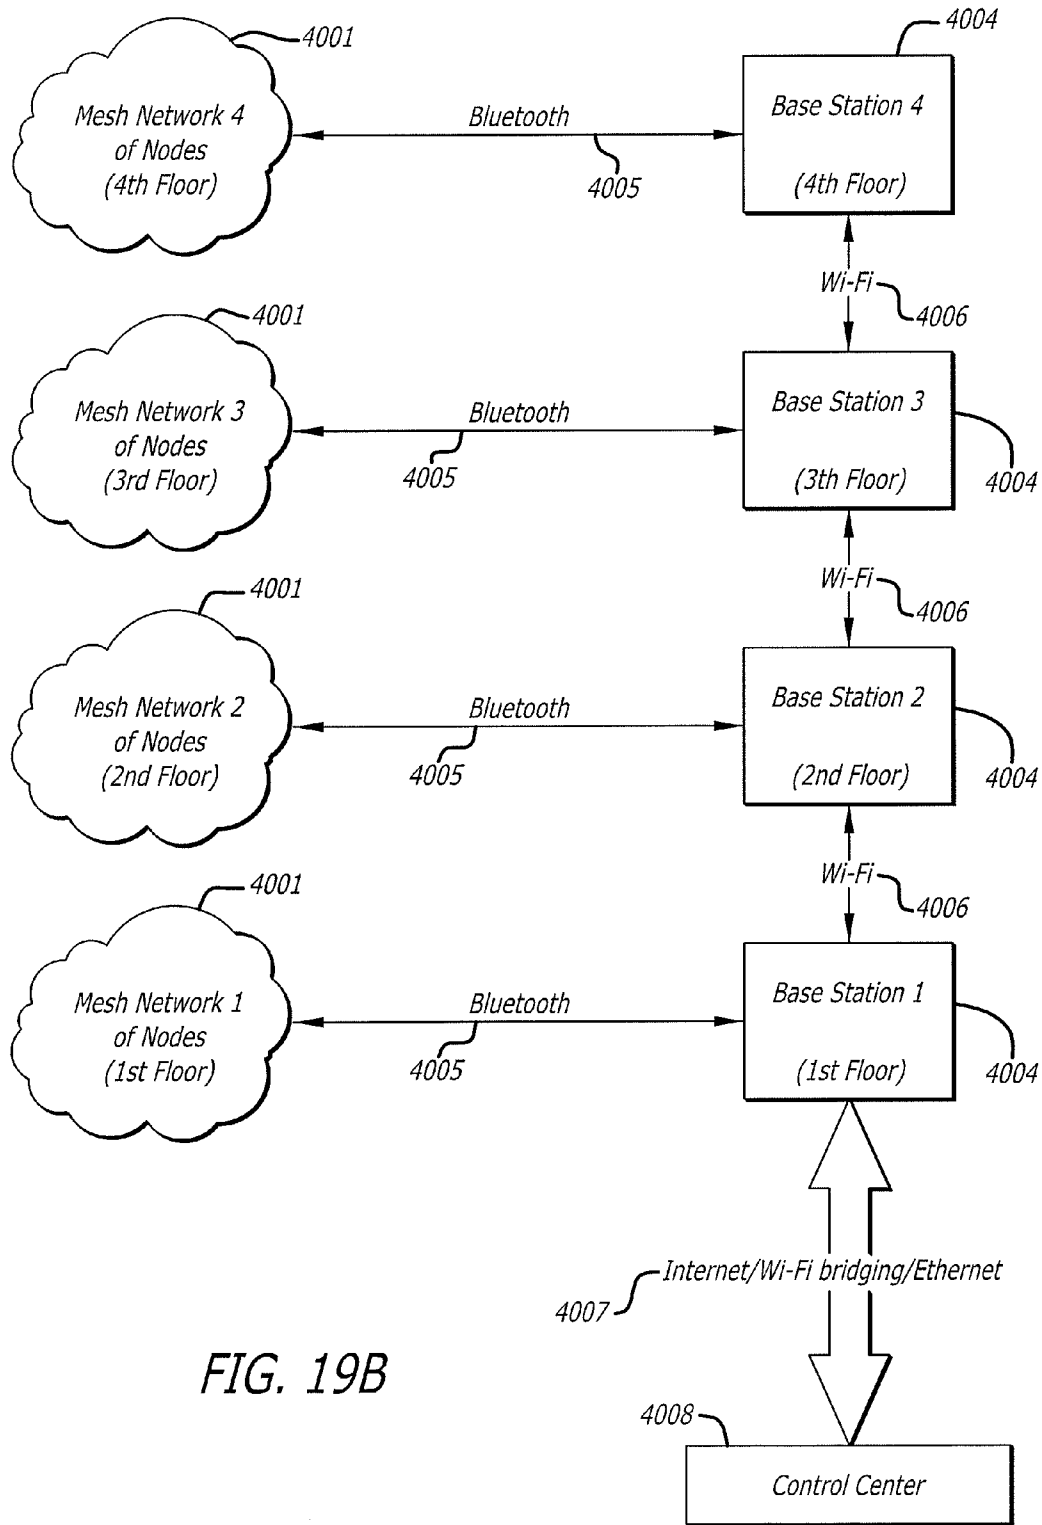 4001
4004
Mesh Network 4
of Nodes
(4th Floor)
Bluetooth
4005
Base Station 4
(4th Floor)
Wi-Fi
4006
4001
Mesh Network 3
of Nodes
(3rd Floor)
Bluetooth
4005
Base Station 3
(3th Floor)
4004
Wi-Fi
4006
4001
Mesh Network 2
of Nodes
(2nd Floor)
Bluetooth
4005
Base Station 2
(2nd Floor)
4004
Wi-Fi
4006
4001
Mesh Network 1
of Nodes
(1st Floor)
Bluetooth
4005
Base Station 1
(1st Floor)
4004
Internet/Wi-Fi bridging/Ethernet
4007
FIG. 19B
4008
Control Center